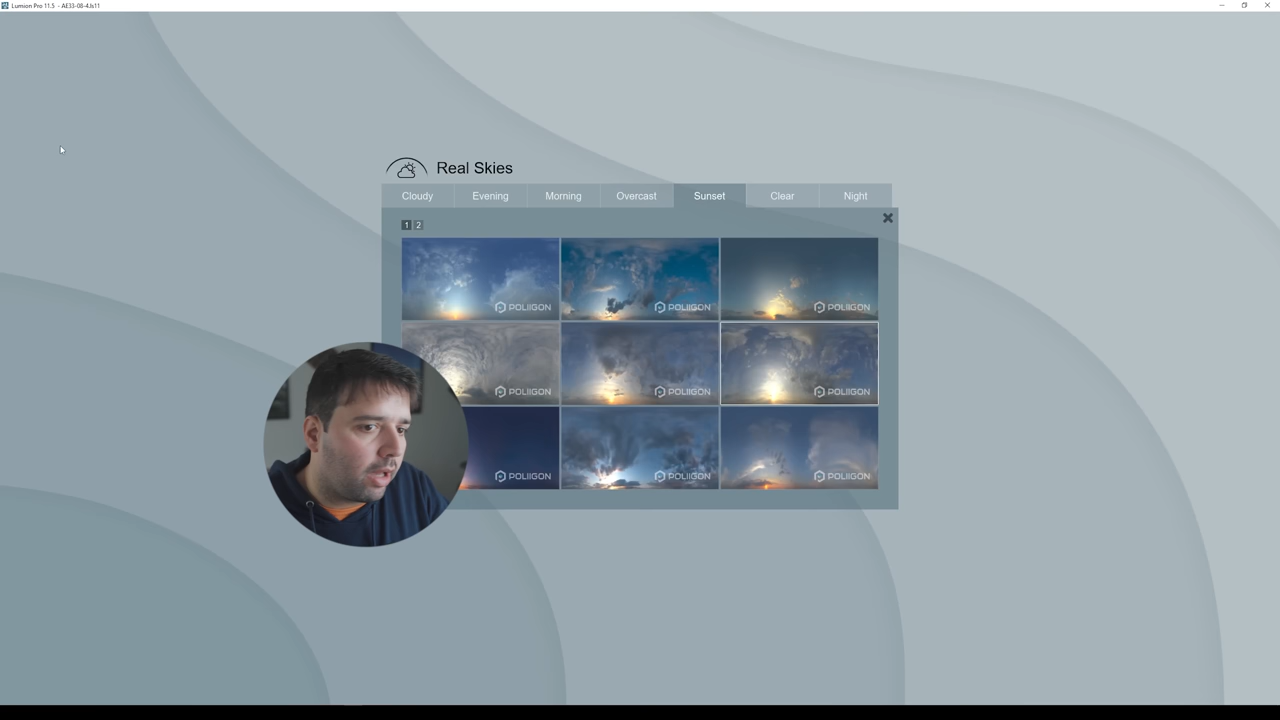 Lumion Pro 11.5 - AE33-08-4.ls11
Real Skies
Cloudy Evening Morning Overcast Sunset Clear Night
1 2
POLIIGON POLIIGON POLIIGON
POLIIGON POLIIGON POLIIGON
POLIIGON POLIIGON POLIIGON